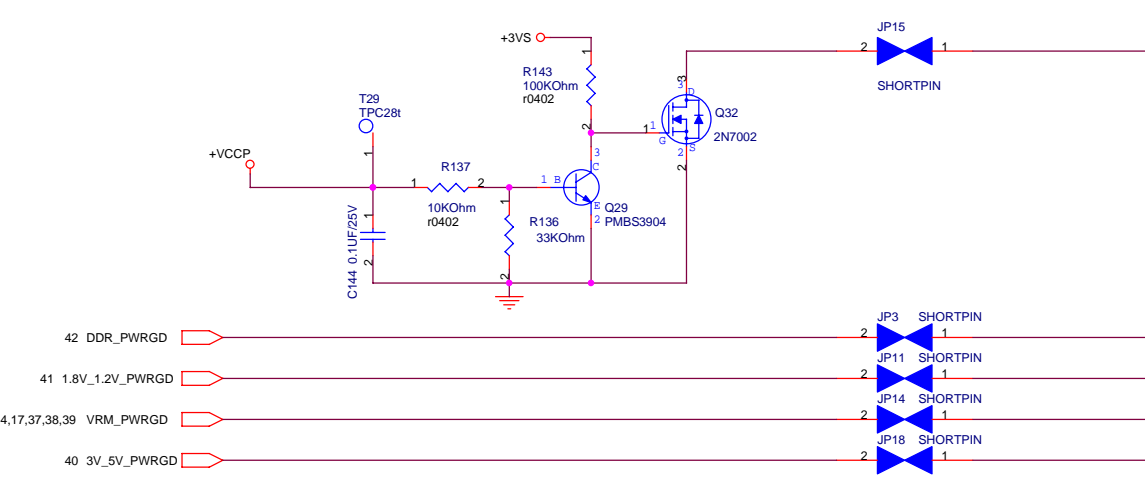 JP15
2
1
SHORTPIN
+3VS
1
R143
100KOhm
r0402
2
3
3
D
1
1
G
Q32
2N7002
2
S
2
T29
TPC28t
1
+VCCP
R137
1
2
10KOhm
r0402
3
C
1
B
E
2
Q29
PMBS3904
1
R136
33KOhm
2
C144 0.1UF/25V
1
2
JP3 SHORTPIN
42 DDR_PWRGD
2
1
JP11 SHORTPIN
41 1.8V_1.2V_PWRGD
2
1
JP14 SHORTPIN
4,17,37,38,39 VRM_PWRGD
2
1
JP18 SHORTPIN
40 3V_5V_PWRGD
2
1